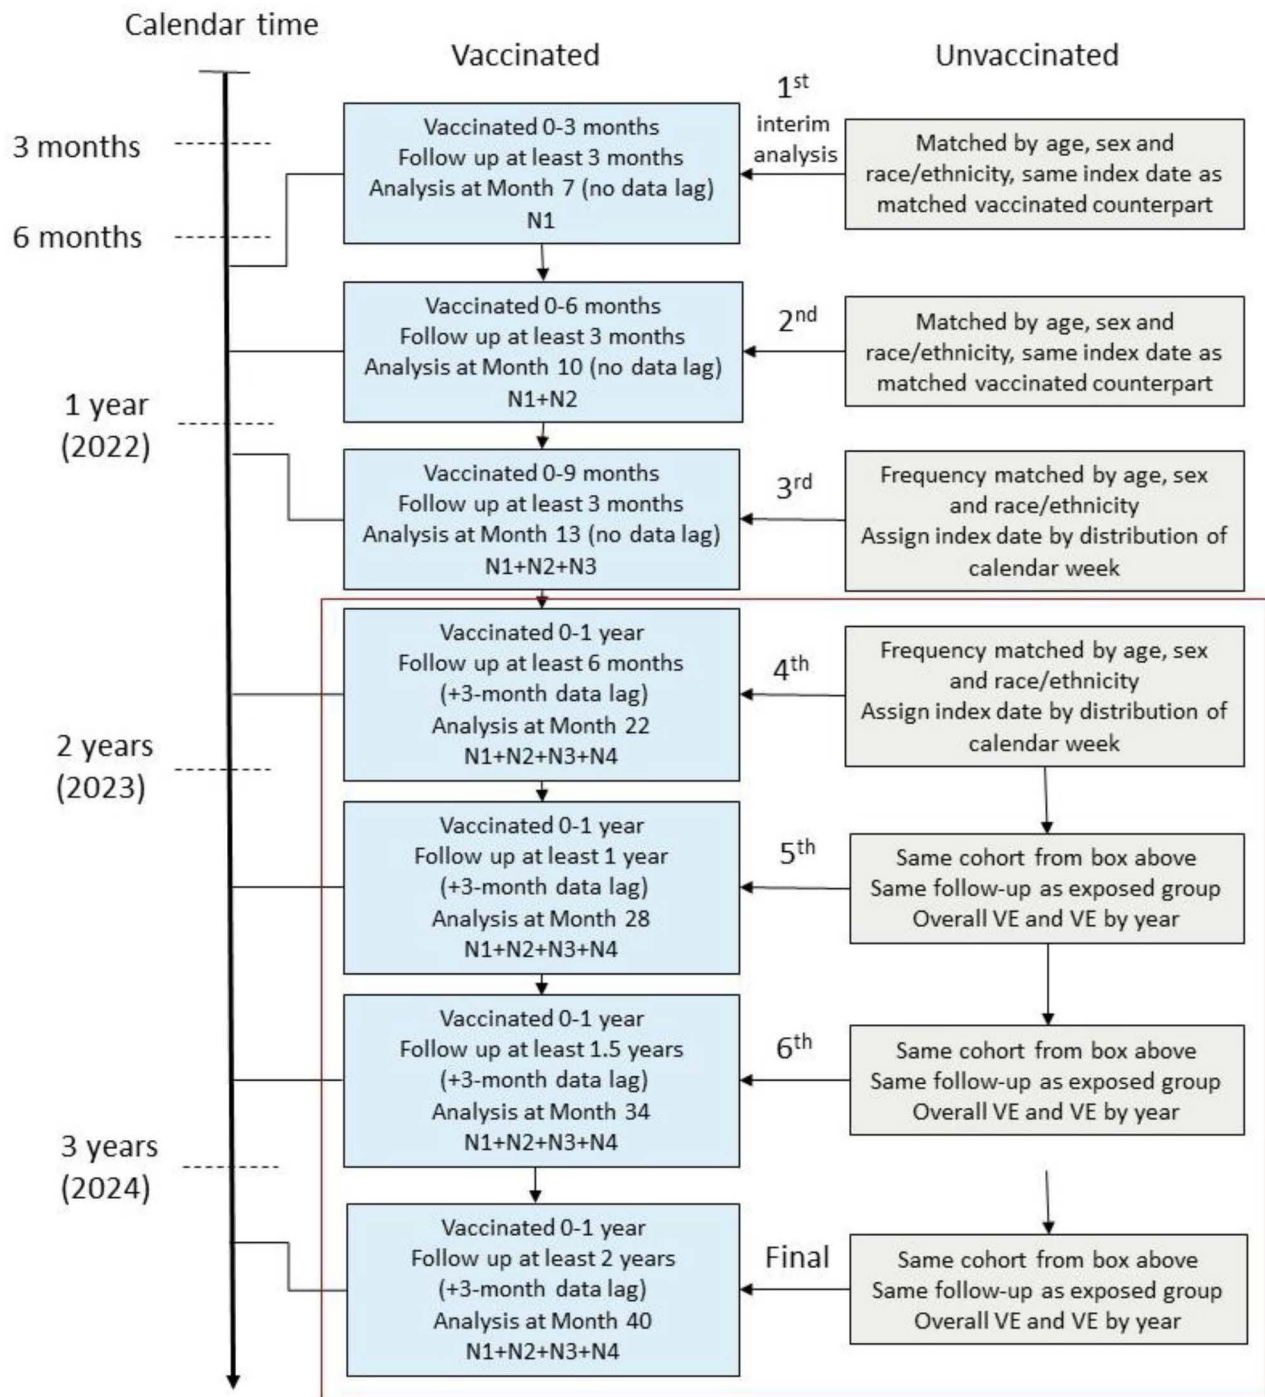 Calendar time
Vaccinated
Unvaccinated
3 months
6 months
1 year
(2022)
2 years
(2023)
3 years
(2024)
Vaccinated 0-3 months
Follow up at least 3 months
Analysis at Month 7 (no data lag)
N1
1st
interim
analysis
Matched by age, sex and
race/ethnicity, same index date as
matched vaccinated counterpart
Vaccinated 0-6 months
Follow up at least 3 months
Analysis at Month 10 (no data lag)
N1+N2
2nd
Matched by age, sex and
race/ethnicity, same index date as
matched vaccinated counterpart
Vaccinated 0-9 months
Follow up at least 3 months
Analysis at Month 13 (no data lag)
N1+N2+N3
3rd
Frequency matched by age, sex
and race/ethnicity
Assign index date by distribution of
calendar week
Vaccinated 0-1 year
Follow up at least 6 months
(+3-month data lag)
Analysis at Month 22
N1+N2+N3+N4
4th
Frequency matched by age, sex
and race/ethnicity
Assign index date by distribution of
calendar week
Vaccinated 0-1 year
Follow up at least 1 year
(+3-month data lag)
Analysis at Month 28
N1+N2+N3+N4
5th
Same cohort from box above
Same follow-up as exposed group
Overall VE and VE by year
Vaccinated 0-1 year
Follow up at least 1.5 years
(+3-month data lag)
Analysis at Month 34
N1+N2+N3+N4
6th
Same cohort from box above
Same follow-up as exposed group
Overall VE and VE by year
Vaccinated 0-1 year
Follow up at least 2 years
(+3-month data lag)
Analysis at Month 40
N1+N2+N3+N4
Final
Same cohort from box above
Same follow-up as exposed group
Overall VE and VE by year